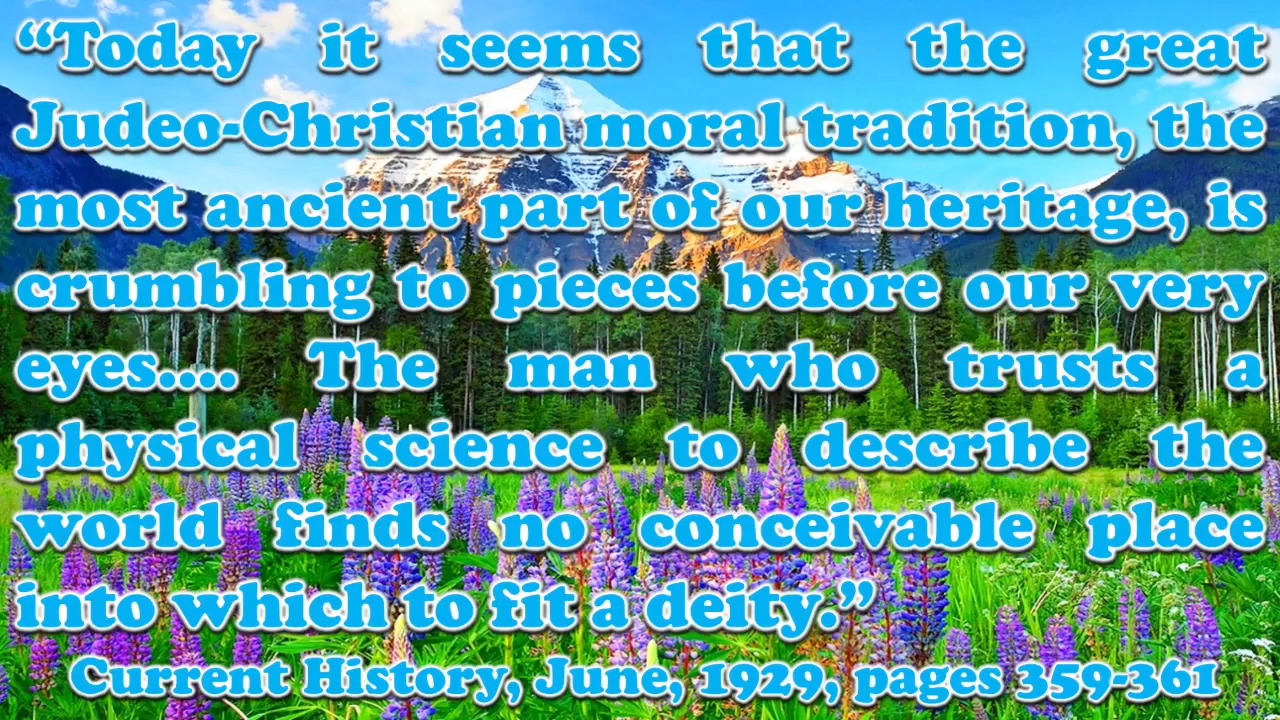 “Today it seems that the great
Judeo-Christian moral tradition, the
most ancient part of our heritage, is
crumbling to pieces before our very
eyes.... The man who trusts a
physical science to describe the
world finds no conceivable place
into which to fit a deity.”
Current History, June, 1929, pages 359-361